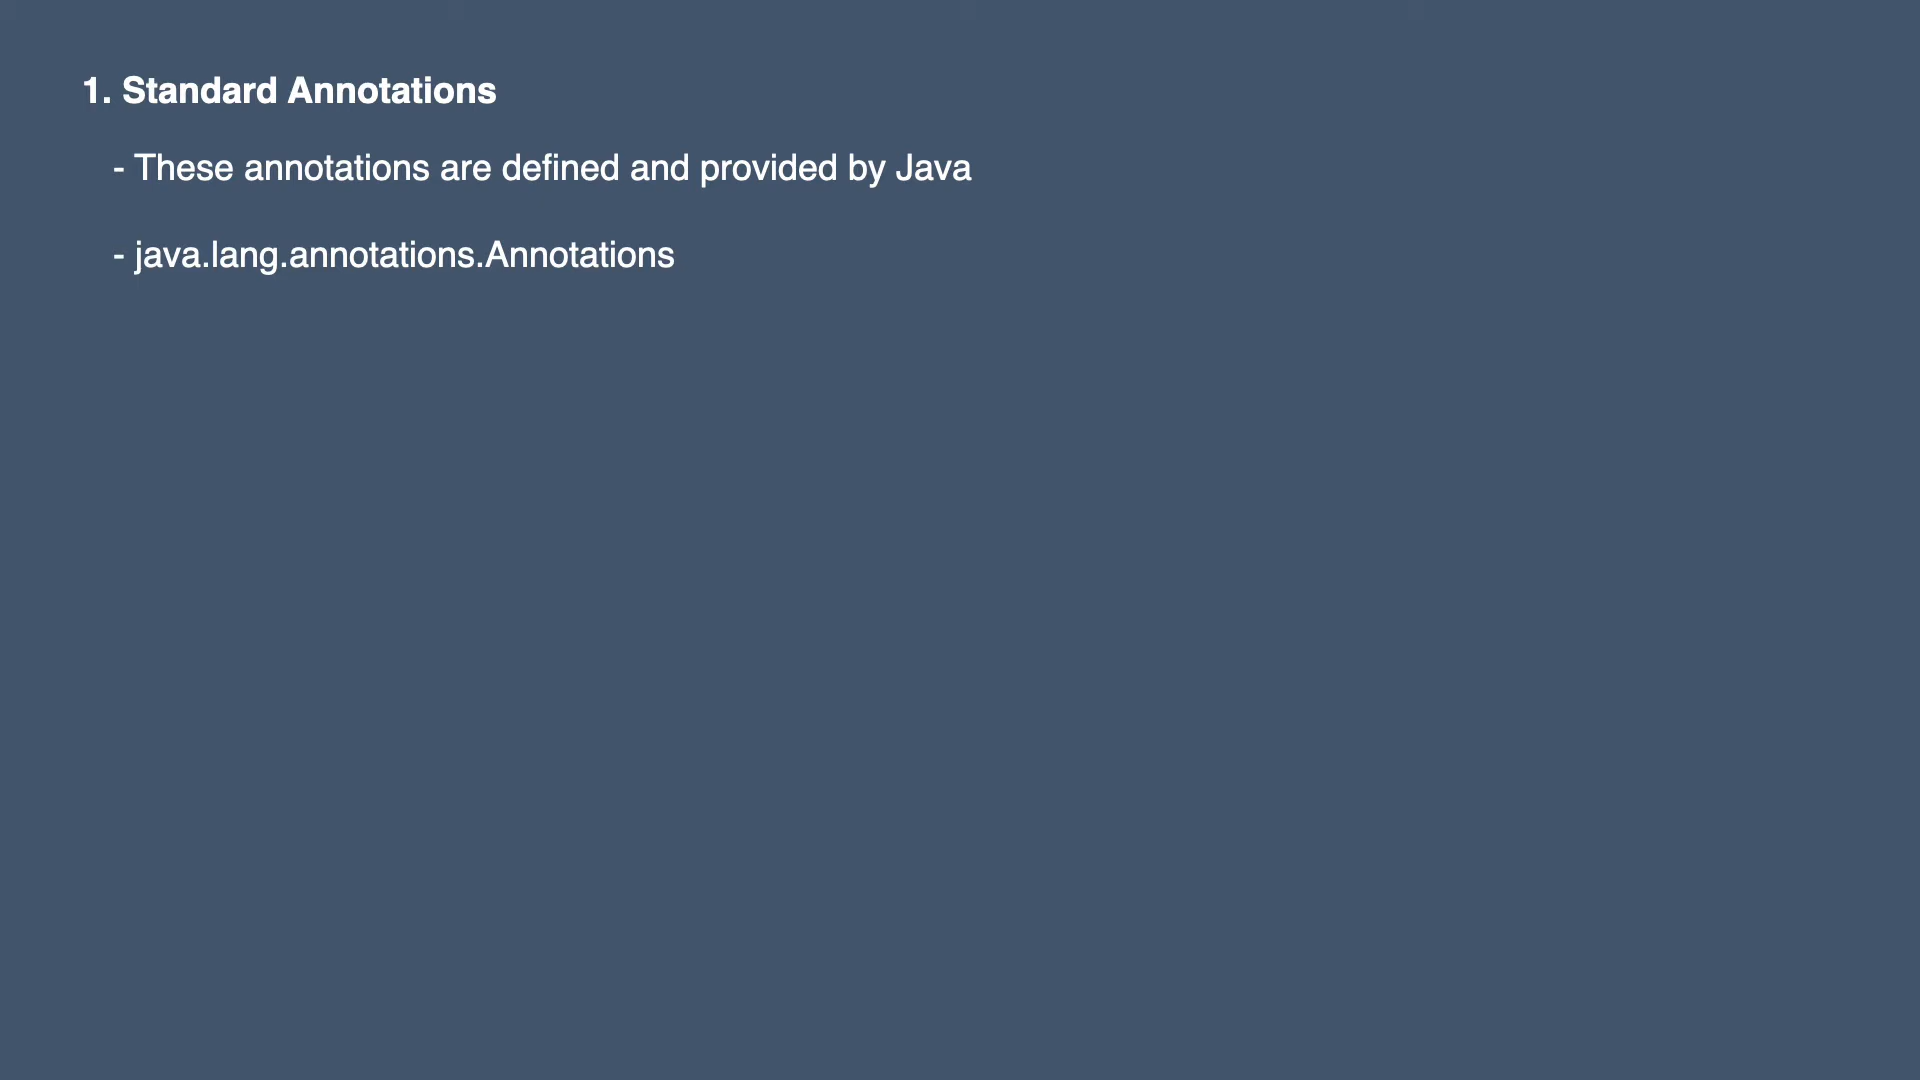 1. Standard Annotations
- These annotations are defined and provided by Java
- java.lang.annotations.Annotations